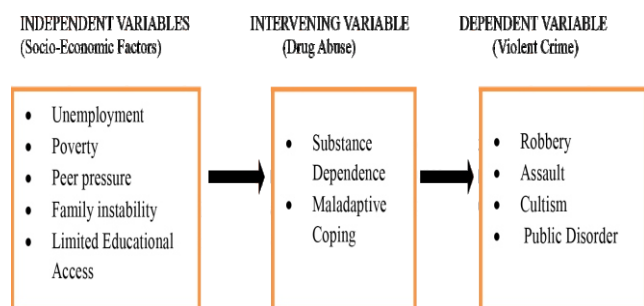 INDEPENDENT VARIABLES
(Socio-Economic Factors)
• Unemployment
• Poverty
• Peer pressure
• Family instability
• Limited Educational
Access
INTERVENING VARIABLE
(Drug Abuse)
• Substance
Dependence
• Maladaptive
Coping
DEPENDENT VARIABLE
(Violent Crime)
• Robbery
• Assault
• Cultism
• Public Disorder